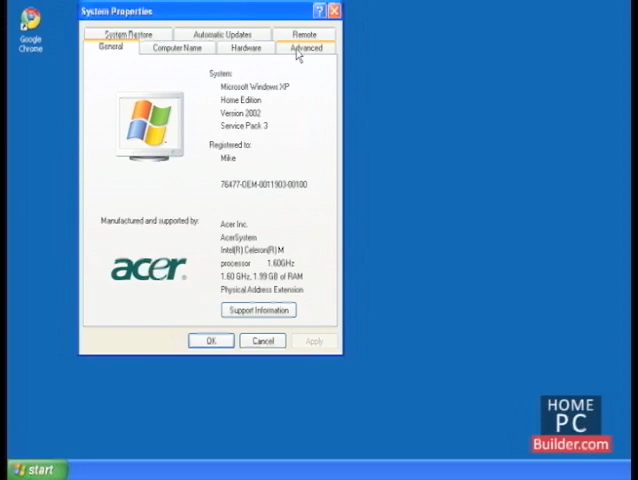 System Properties
Google
Chrome
System Restore
Automatic Updates
Remote
General
Computer Name
Hardware
Advanced
System:
Microsoft Windows XP
Home Edition
Version 2002
Service Pack 3
Registered to:
Mike
76477-OEM-0011903-00100
Manufactured and supported by:
Acer Inc.
AcerSystem
Intel(R) Celeron(R) M
processor 1.60GHz
1.60 GHz, 1.99 GB of RAM
Physical Address Extension
acer
Support Information
OK
Cancel
Apply
HOME
PC
Builder.com
start